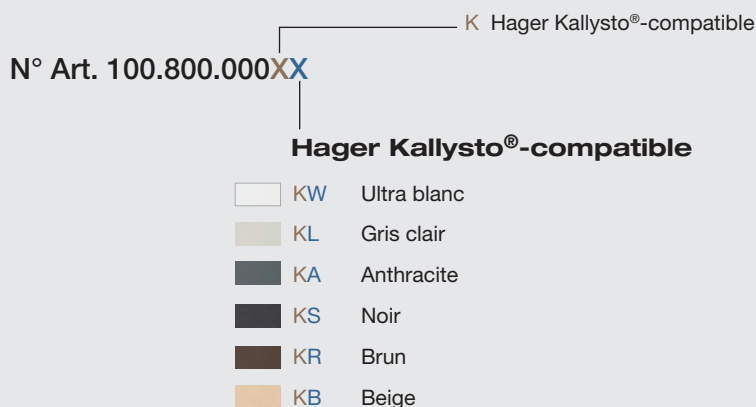 K Hager Kallysto®-compatible
N° Art. 100.800.000XX
Hager Kallysto®-compatible
KW Ultra blanc
KL Gris clair
KA Anthracite
KS Noir
KR Brun
KB Beige